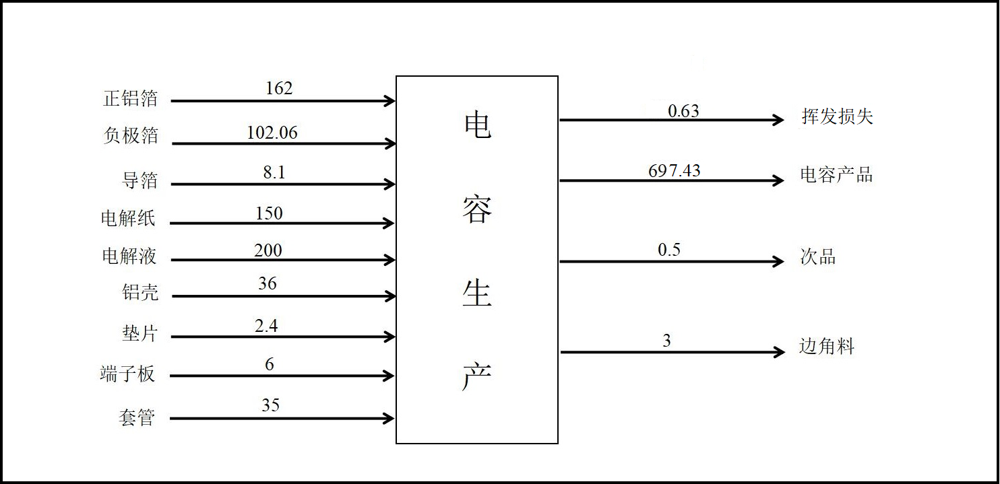 正铝箔 162
负极箔 102.06
导箔 8.1
电解纸 150
电解液 200
铝壳 36
垫片 2.4
端子板 6
套管 35
电
容
生
产
0.63 挥发损失
697.43 电容产品
0.5 次品
3 边角料